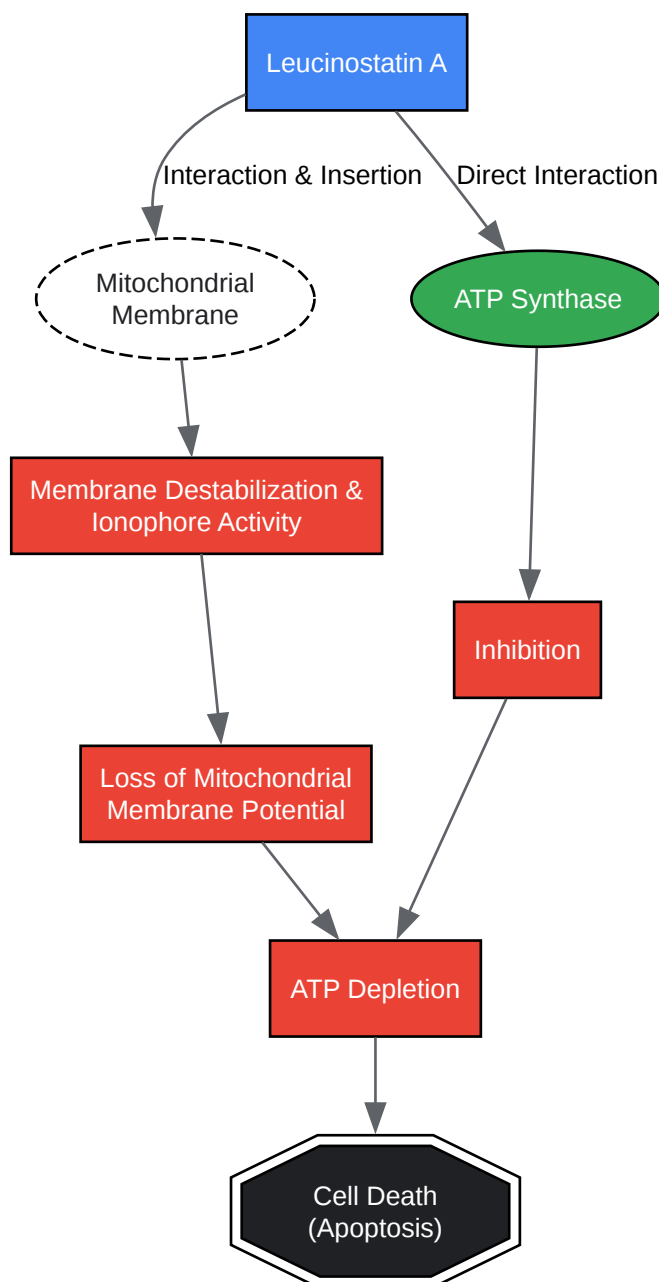 Leucinostatin A
Interaction & Insertion
Direct Interaction
Mitochondrial
Membrane
ATP Synthase
Membrane Destabilization &
Ionophore Activity
Inhibition
Loss of Mitochondrial
Membrane Potential
ATP Depletion
Cell Death
(Apoptosis)